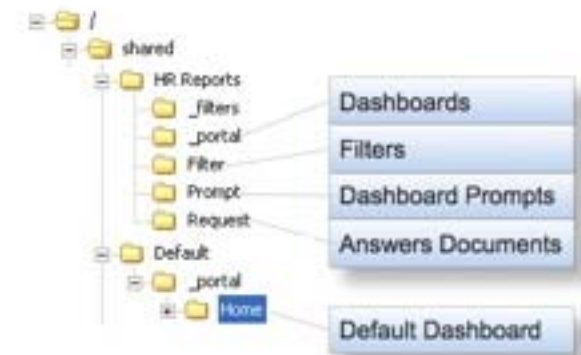 /
shared
HR Reports
_filters
_portal
Filter
Prompt
Request
Default
_portal
Home
Dashboards
Filters
Dashboard Prompts
Answers Documents
Default Dashboard